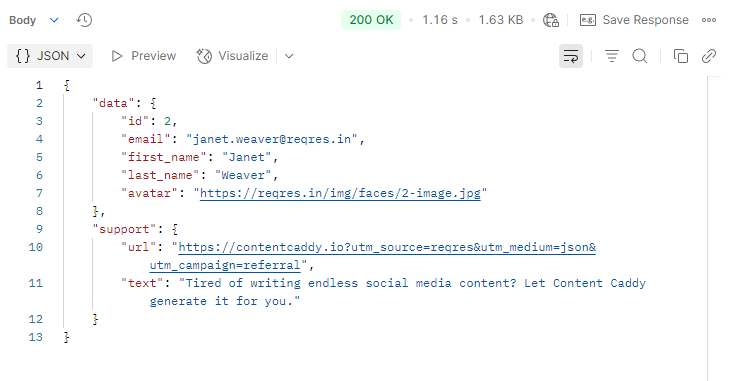 Body 200 OK 1.16 s 1.63 KB e.g. Save Response
{} JSON Preview Visualize
1 {
2 "data": {
3 "id": 2,
4 "email": "janet.weaver@reqres.in",
5 "first_name": "Janet",
6 "last_name": "Weaver",
7 "avatar": "https://reqres.in/img/faces/2-image.jpg"
8 },
9 "support": {
10 "url": "https://contentcaddy.io?utm_source=reqres&utm_medium=json&
utm_campaign=referral",
11 "text": "Tired of writing endless social media content? Let Content Caddy
generate it for you."
12 }
13 }